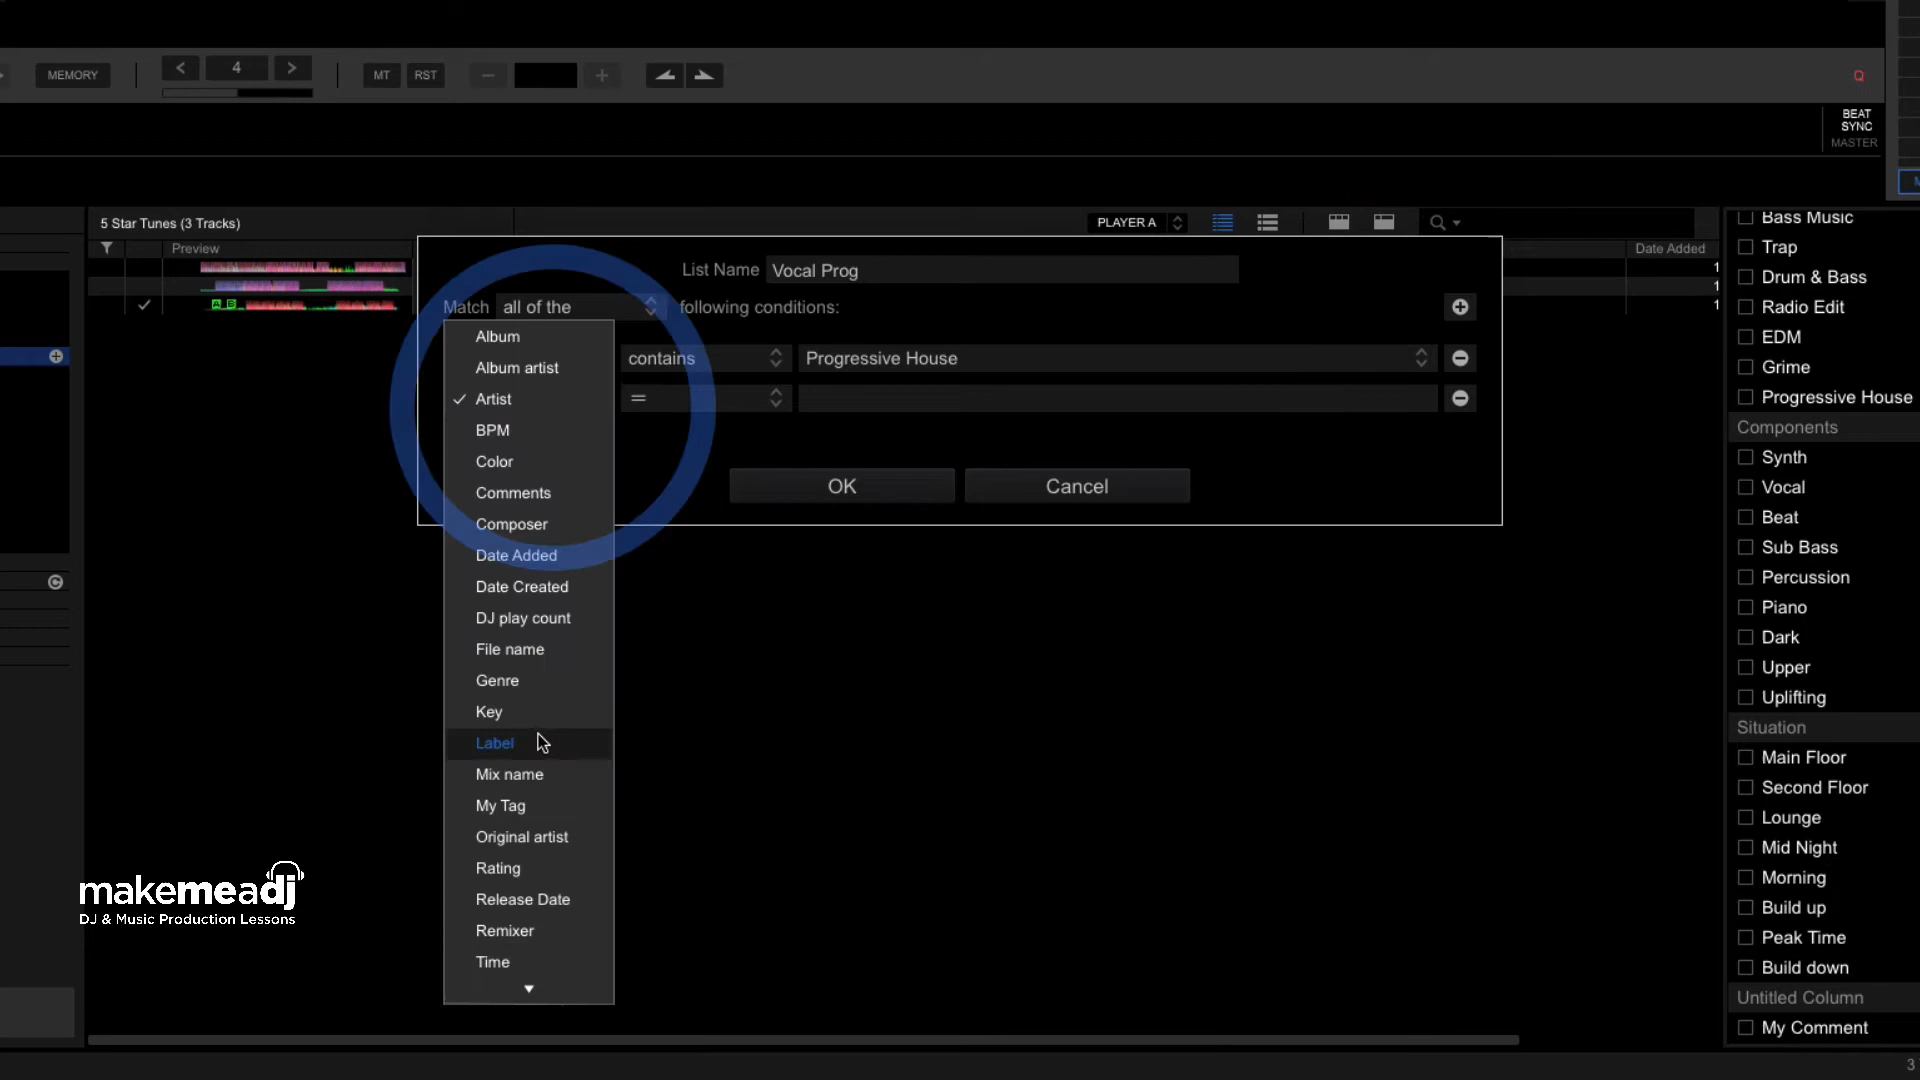 MEMORY
4
MT RST
Q
BEAT
SYNC
MASTER
5 Star Tunes (3 Tracks)
PLAYER A
Preview
Date Added
1
1
1
A B
List Name Vocal Prog
Match all of the following conditions:
contains Progressive House
=
OK Cancel
Album
Album artist
Artist
BPM
Color
Comments
Composer
Date Added
Date Created
DJ play count
File name
Genre
Key
Label
Mix name
My Tag
Original artist
Rating
Release Date
Remixer
Time
Bass Music
Trap
Drum & Bass
Radio Edit
EDM
Grime
Progressive House
Components
Synth
Vocal
Beat
Sub Bass
Percussion
Piano
Dark
Upper
Uplifting
Situation
Main Floor
Second Floor
Lounge
Mid Night
Morning
Build up
Peak Time
Build down
Untitled Column
My Comment
3
makemeadj
DJ & Music Production Lessons